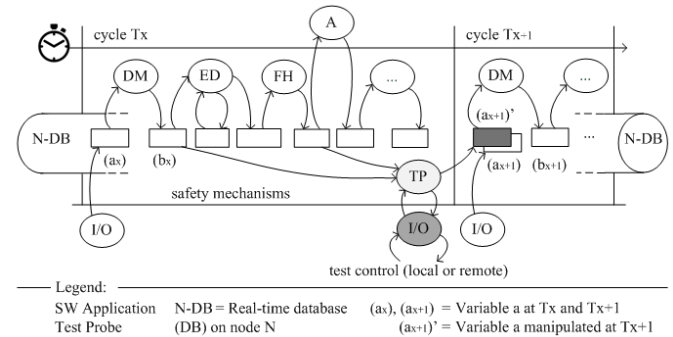 cycle Tx
A
cycle Tx+1
DM
ED
FH
...
DM
...
N-DB
(ax)
(bx)
(ax+1)'
(ax+1)
(bx+1)
...
N-DB
TP
safety mechanisms
I/O
I/O
I/O
test control (local or remote)
Legend:
SW Application N-DB = Real-time database (ax), (ax+1) = Variable a at Tx and Tx+1
Test Probe (DB) on node N (ax+1)' = Variable a manipulated at Tx+1